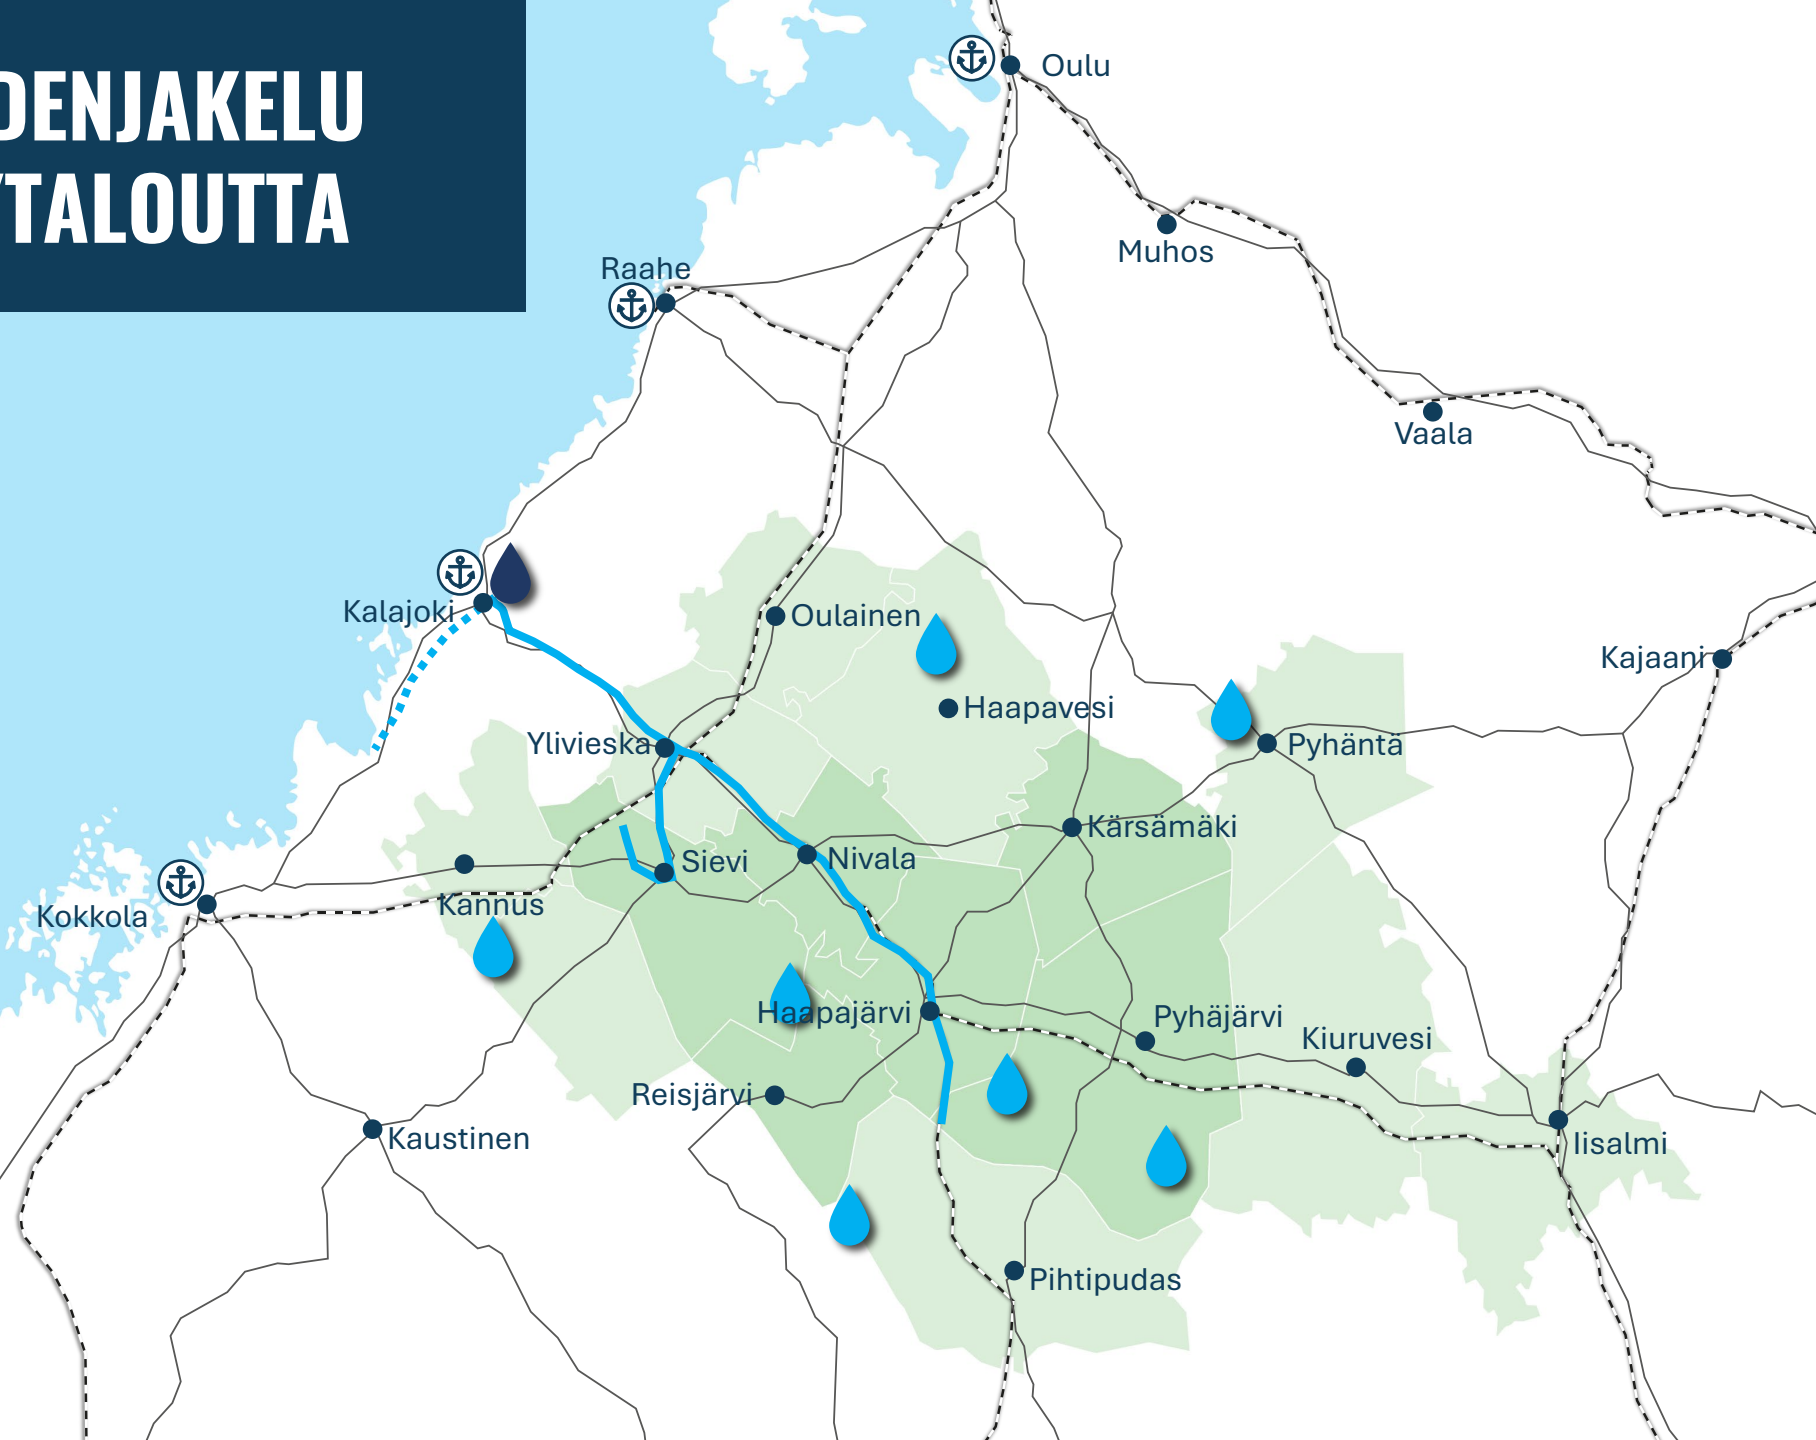 DENJAKELU
TALOUTTA
Oulu
Muhos
Raahe
Vaala
Kalajoki
Oulainen
Kajaani
Haapavesi
Ylivieska
Pyhäntä
Kärsämäki
Sievi
Nivala
Kannus
Kokkola
Haapajärvi
Pyhäjärvi
Kiuruvesi
Reisjärvi
Kaustinen
Iisalmi
Pihtipudas